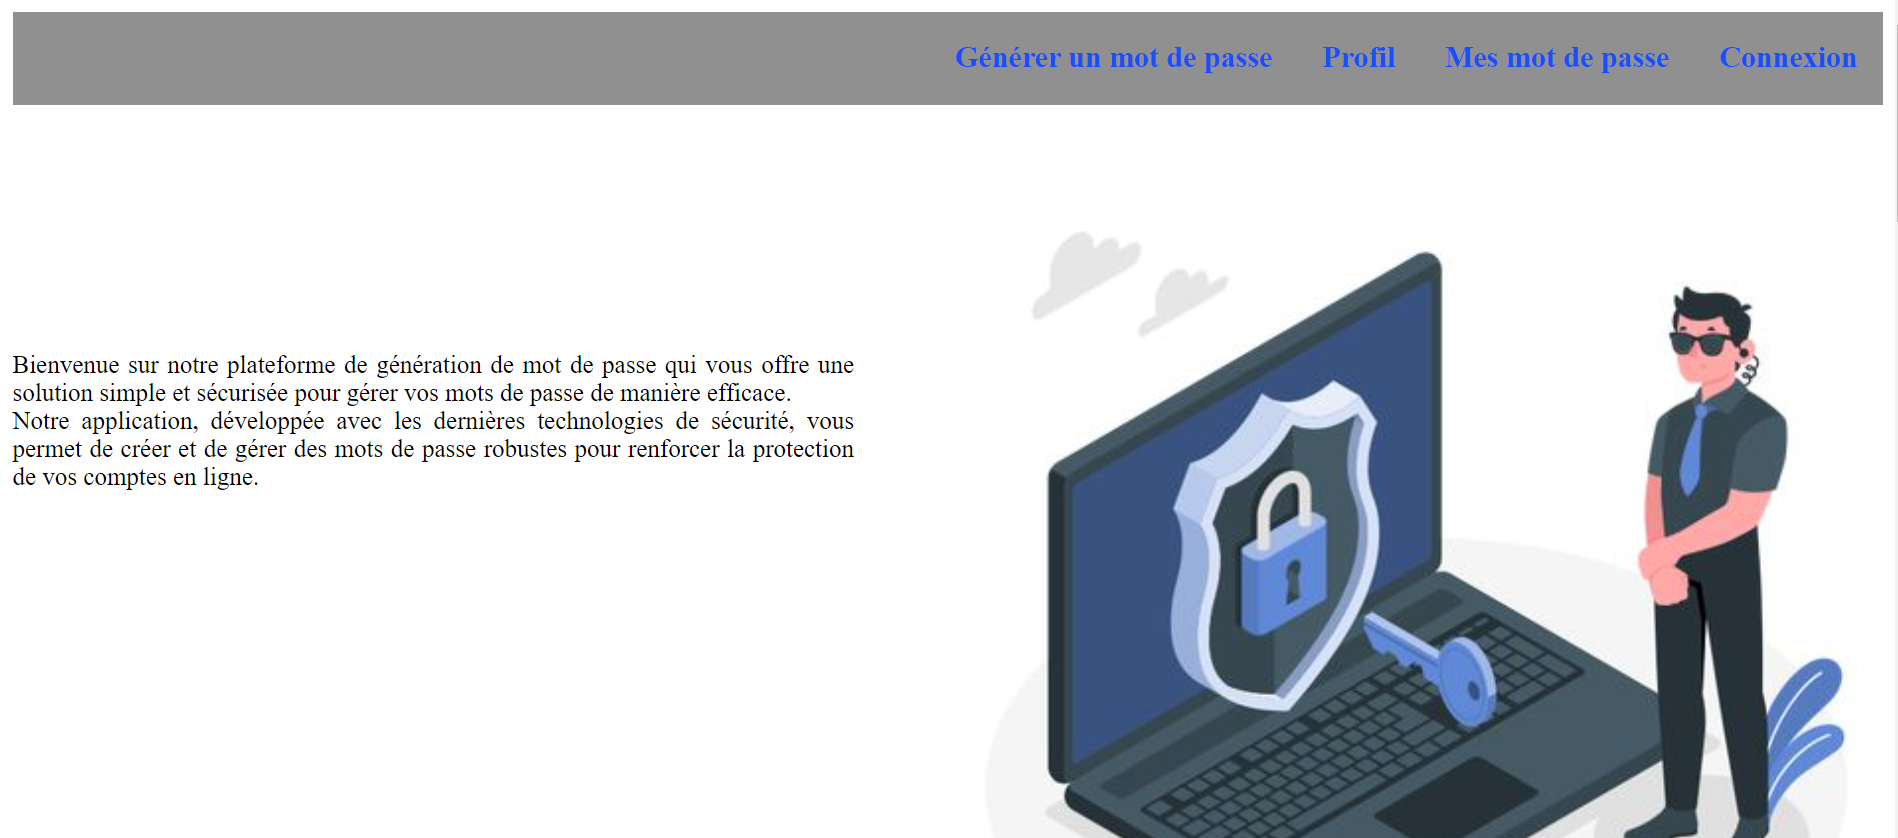 Générer un mot de passe Profil Mes mot de passe Connexion
Bienvenue sur notre plateforme de génération de mot de passe qui vous offre une
solution simple et sécurisée pour gérer vos mots de passe de manière efficace.
Notre application, développée avec les dernières technologies de sécurité, vous
permet de créer et de gérer des mots de passe robustes pour renforcer la protection
de vos comptes en ligne.